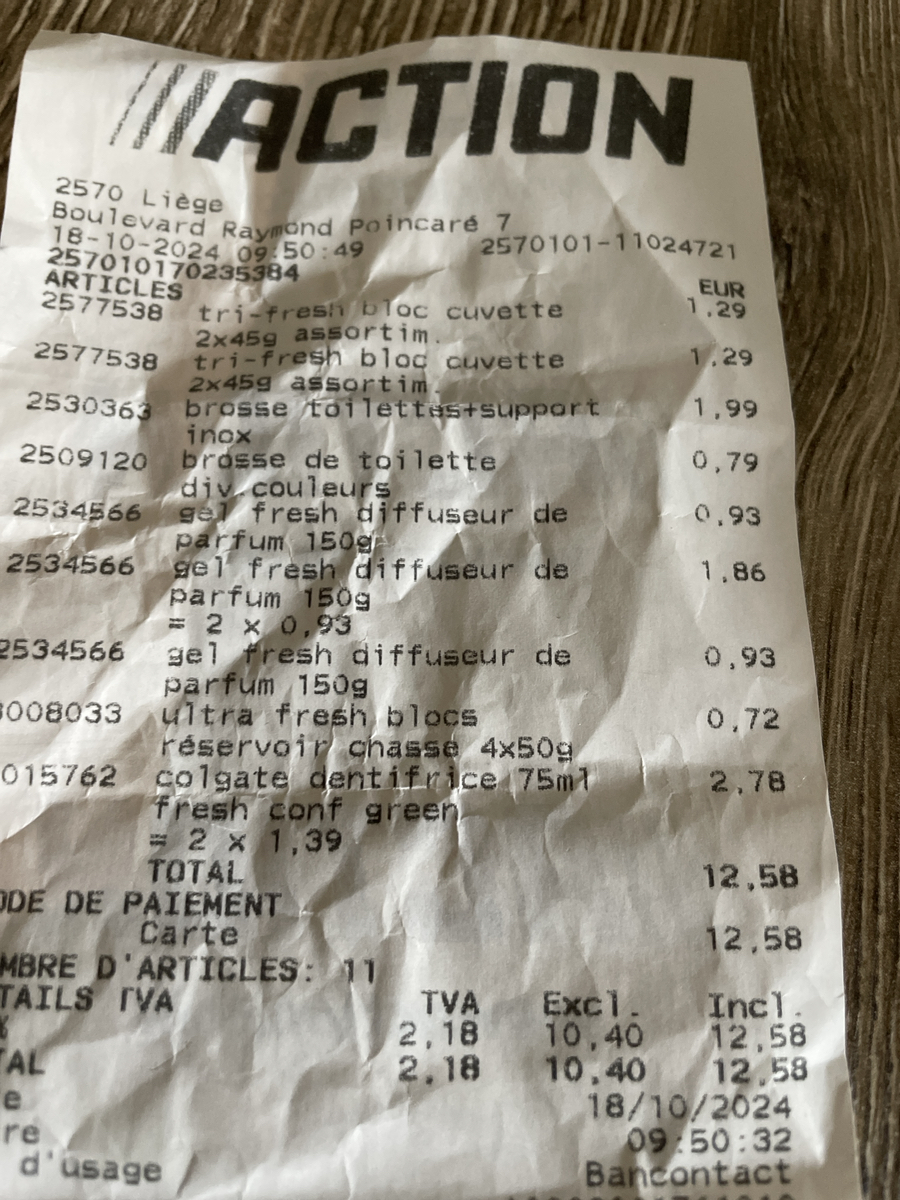 ACTION
2570 Liège
Boulevard Raymond Poincaré 7
18-10-2024 09:50:49 2570101-11024721
257010170235384
ARTICLES EUR
2577538 tri-fresh bloc cuvette 1,29
2x45g assortim.
2577538 tri-fresh bloc cuvette 1,29
2x45g assortim.
2530363 brosse toilettes+support 1,99
inox
2509120 brosse de toilette 0,79
div.couleurs
2534566 gel fresh diffuseur de 0,93
parfum 150g
2534566 gel fresh diffuseur de 1,86
parfum 150g
= 2 x 0,93
2534566 gel fresh diffuseur de 0,93
parfum 150g
008033 ultra fresh blocs 0,72
réservoir chasse 4x50g
015762 colgate dentifrice 75ml 2,78
fresh conf green
= 2 x 1,39
TOTAL 12,58
ODE DE PAIEMENT
Carte 12,58
MBRE D'ARTICLES: 11
TAILS TVA TVA Excl. Incl.
% 2,18 10,40 12,58
TAL 2,18 10,40 12,58
e 18/10/2024
re 09:50:32
d'usage Bancontact